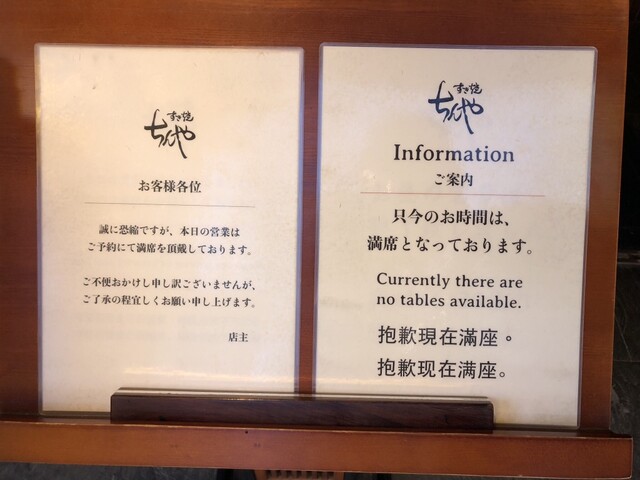 すき焼
ちんや
お客様各位
誠に恐縮ですが、本日の営業は
ご予約にて満席を頂戴しております。
ご不便おかけし申し訳ございませんが、
ご了承の程宜しくお願い申し上げます。
店主
すき焼
ちんや
Information
ご案内
只今のお時間は、
満席となっております。
Currently there are
no tables available.
抱歉現在滿座。
抱歉现在满座。